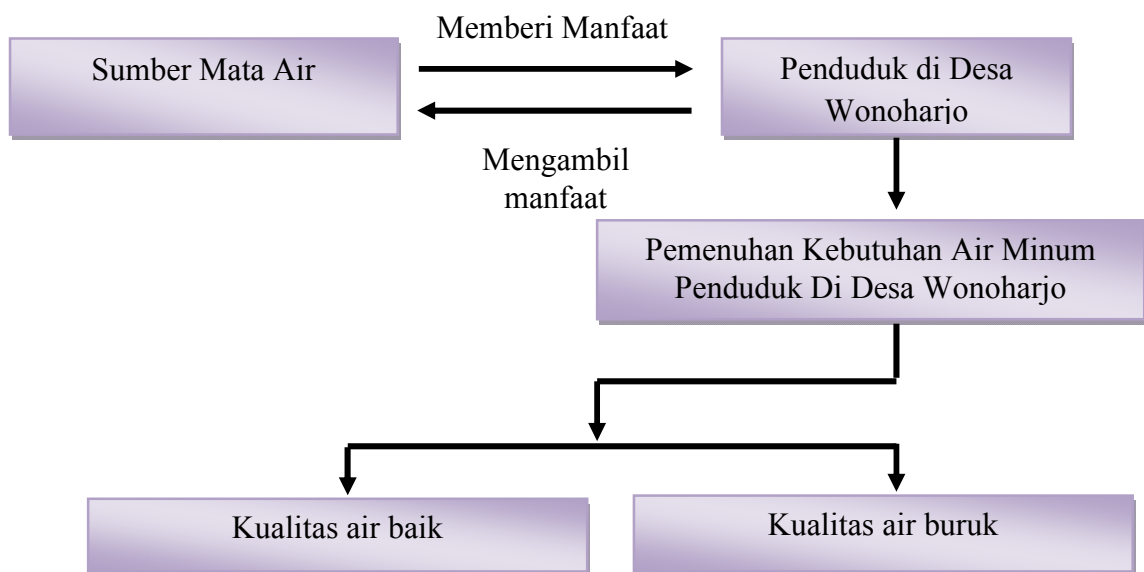 Memberi Manfaat
Sumber Mata Air
Penduduk di Desa
Wonoharjo
Mengambil
manfaat
Pemenuhan Kebutuhan Air Minum
Penduduk Di Desa Wonoharjo
Kualitas air baik
Kualitas air buruk